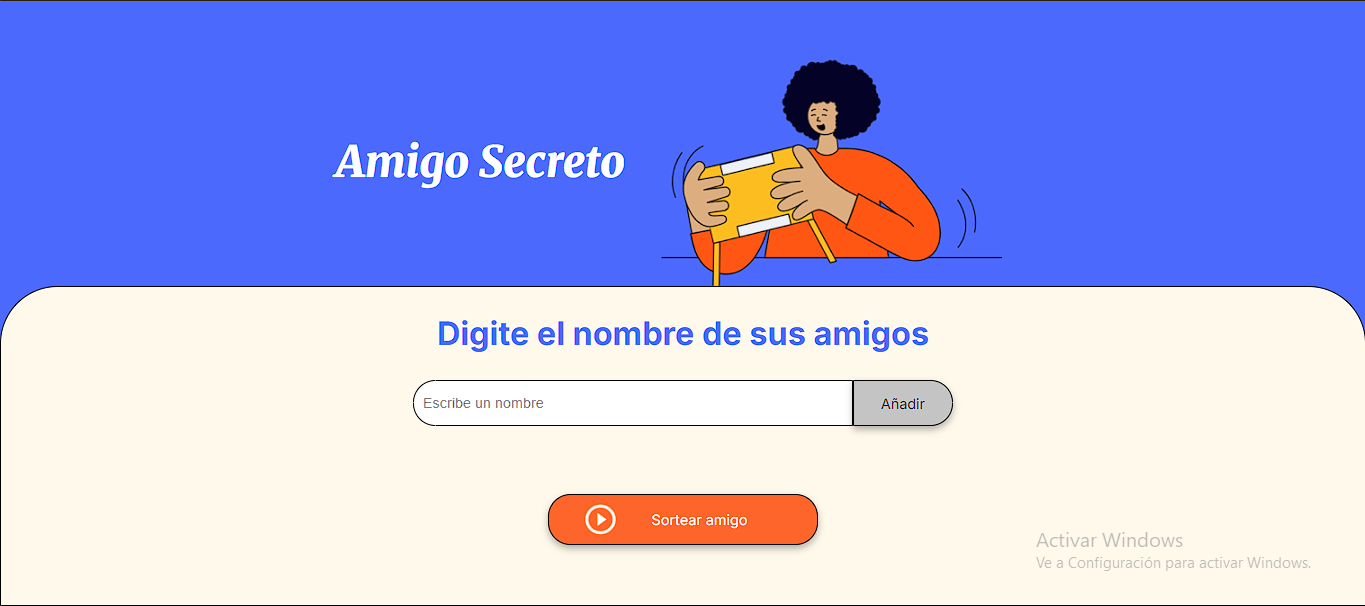 Amigo Secreto
Digite el nombre de sus amigos
Escribe un nombre
Añadir
Sortear amigo
Activar Windows
Ve a Configuración para activar Windows.